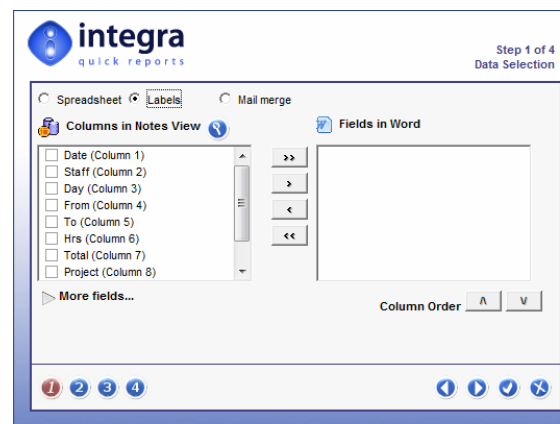 integra
quick reports
Step 1 of 4
Data Selection
Spreadsheet Labels Mail merge
Columns in Notes View Fields in Word
Date (Column 1)
Staff (Column 2)
Day (Column 3)
From (Column 4)
To (Column 5)
Hrs (Column 6)
Total (Column 7)
Project (Column 8)
>>
>
<
<<
More fields...
Column Order Λ V
1 2 3 4